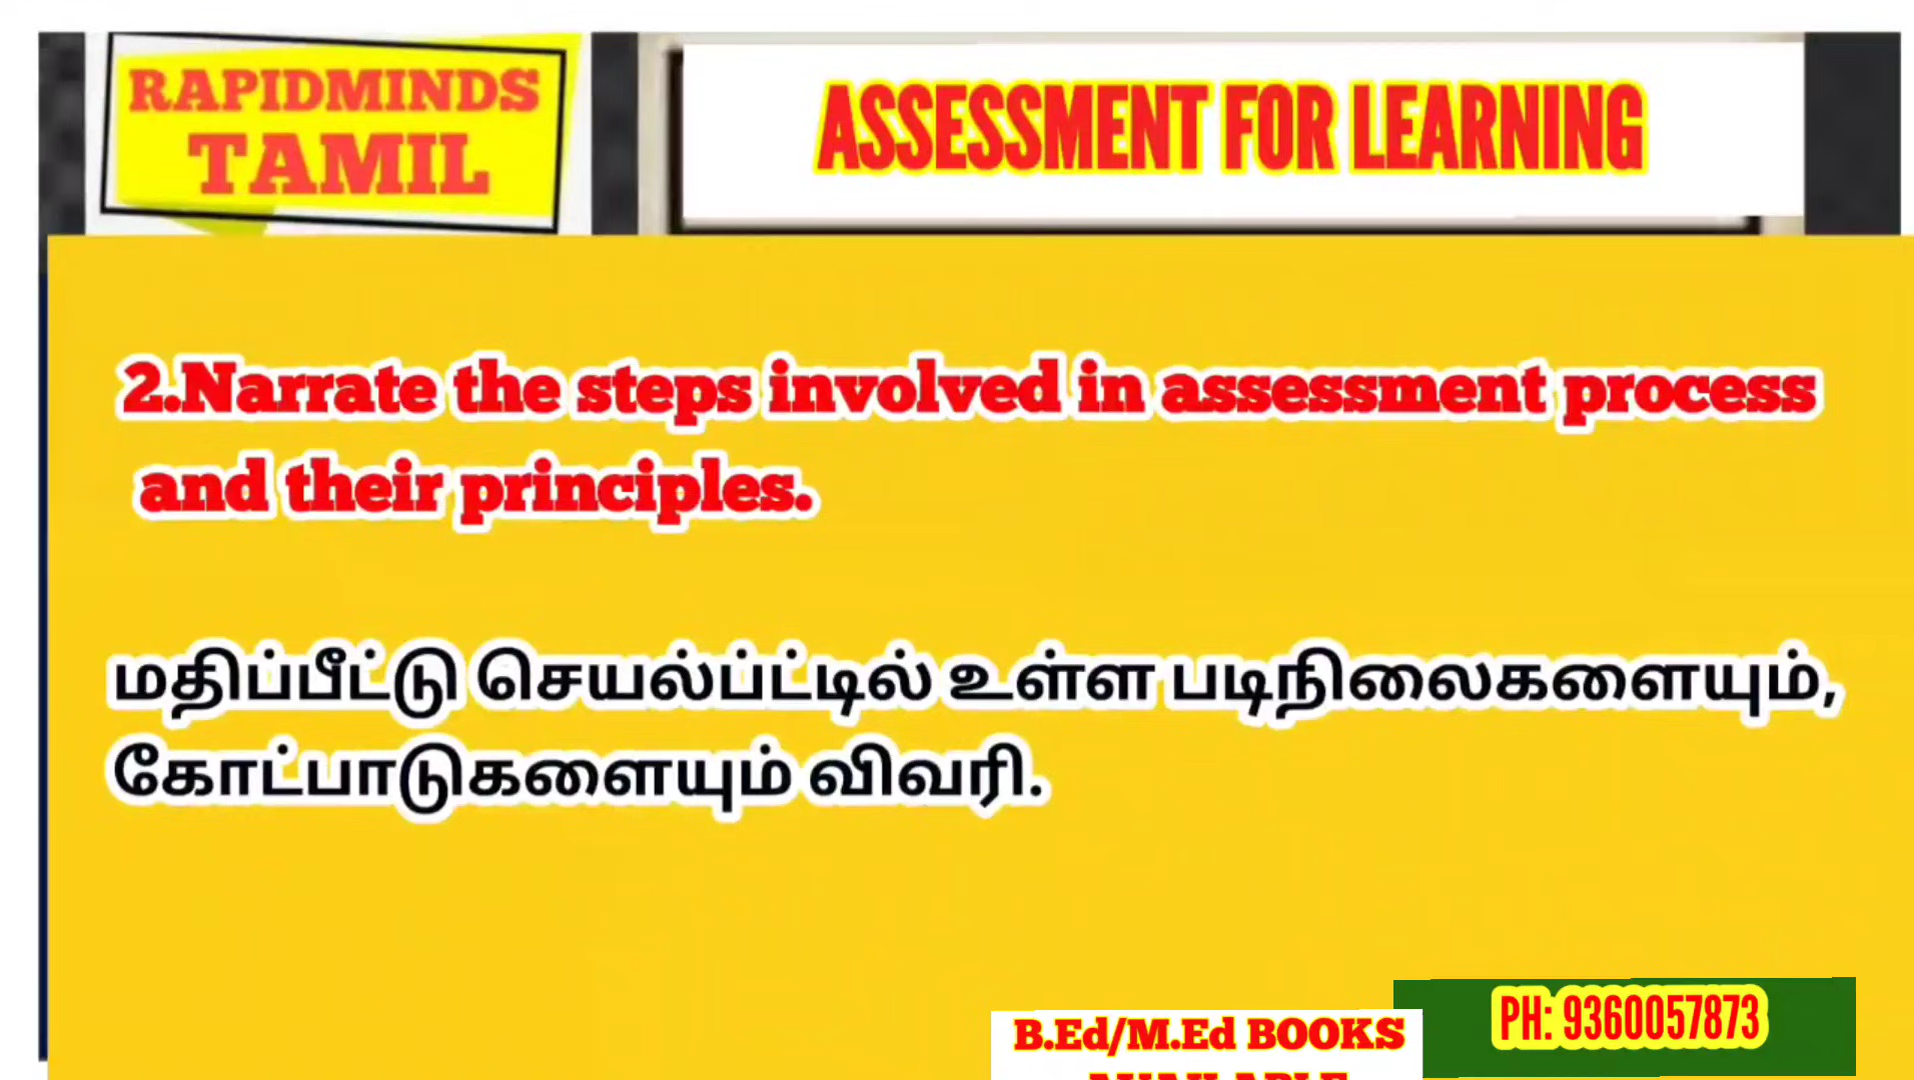 RAPIDMINDS
TAMIL
ASSESSMENT FOR LEARNING
2.Narrate the steps involved in assessment process
and their principles.
மதிப்பீட்டு செயல்ப்ட்டில் உள்ள படிநிலைகளையும்,
கோட்பாடுகளையும் விவரி.
PH: 9360057873
B.Ed/M.Ed BOOKS